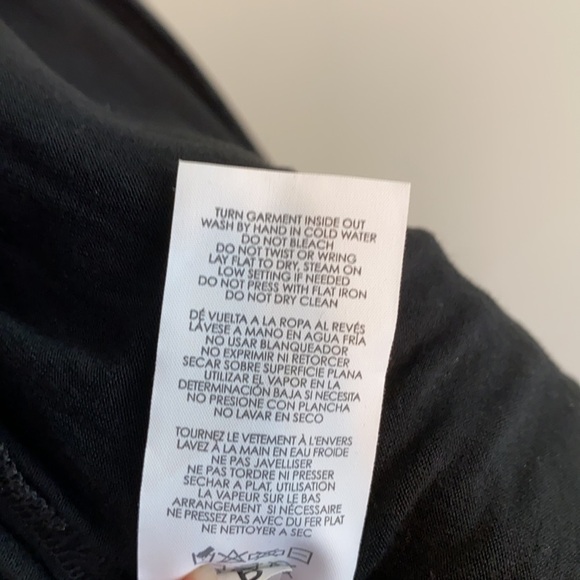 TURN GARMENT INSIDE OUT
WASH BY HAND IN COLD WATER
DO NOT BLEACH
DO NOT TWIST OR WRING
LAY FLAT TO DRY, STEAM ON
LOW SETTING IF NEEDED
DO NOT PRESS WITH FLAT IRON
DO NOT DRY CLEAN
DÉ VUELTA A LA ROPA AL REVÉS
LÁVESE A MANO EN AGUA FRÍA
NO USAR BLANQUEADOR
NO EXPRIMIR NI RETORCER
SECAR SOBRE SUPERFICIE PLANA
UTILIZAR EL VAPOR EN LA
DETERMINACIÓN BAJA SI NECESITA
NO PRESIONE CON PLANCHA
NO LAVAR EN SECO
TOURNEZ LE VETEMENT À L'ENVERS
LAVEZ À LA MAIN EN EAU FROIDE
NE PAS JAVELLISER
NE PAS TORDRE NI PRESSER
SECHAR A PLAT, UTILISATION
LA VAPEUR SUR LE BAS
ARRANGEMENT SI NÉCESSAIRE
NE PRESSEZ PAS AVEC DU FER PLAT
NE NETTOYER A SEC